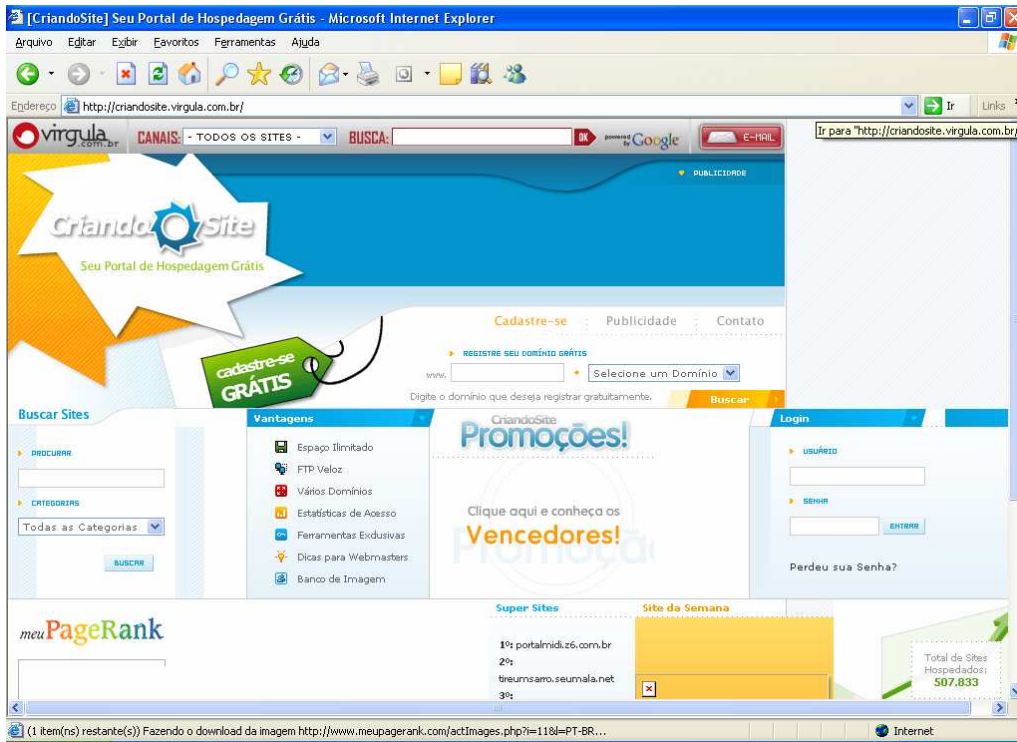 [CriandoSite] Seu Portal de Hospedagem Grátis - Microsoft Internet Explorer
Arquivo Editar Exibir Favoritos Ferramentas Ajuda
Endereço http://criandosite.virgula.com.br/ Ir Links
Ir para "http://criandosite.virgula.com.br/
virgula .com.br CANAIS: - TODOS OS SITES - BUSCA: OK powered by Google E-MAIL
PUBLICIDADE
Criando Site
Seu Portal de Hospedagem Grátis
Cadastre-se Publicidade Contato
cadastre-se GRÁTIS
REGISTRE SEU DOMÍNIO GRÁTIS
www. Selecione um Domínio
Digite o domínio que deseja registrar gratuitamente. Buscar
Buscar Sites
PROCURAR
CATEGORIAS
Todas as Categorias
BUSCAR
Vantagens
Espaço Ilimitado
FTP Veloz
Vários Domínios
Estatísticas de Acesso
Ferramentas Exclusivas
Dicas para Webmasters
Banco de Imagem
CriandoSite
Promoções!
Clique aqui e conheça os
Vencedores!
Promoçã
Login
USUÁRIO
SENHA
ENTRAR
Perdeu sua Senha?
meu PageRank
Super Sites
1º: portalmidi.z6.com.br
2º:
tireumsarro.seumala.net
3º:
Site da Semana
Total de Sites
Hospedados:
507.833
(1 item(ns) restante(s)) Fazendo o download da imagem http://www.meupagerank.com/actImages.php?i=118&l=PT-BR... Internet